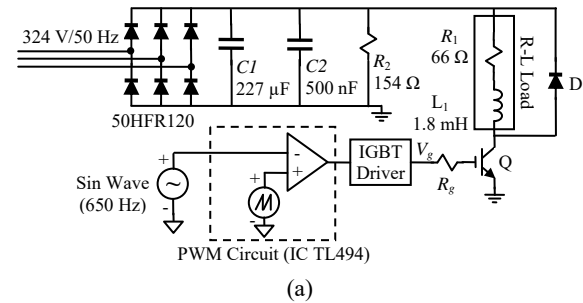 324 V/50 Hz
50HFR120
C1
227 µF
C2
500 nF
R2
154 Ω
R1
66 Ω
L1
1.8 mH
R-L Load
D
Sin Wave
(650 Hz)
+
-
-
+
+
-
IGBT
Driver
Vg
Rg
Q
PWM Circuit (IC TL494)
(a)